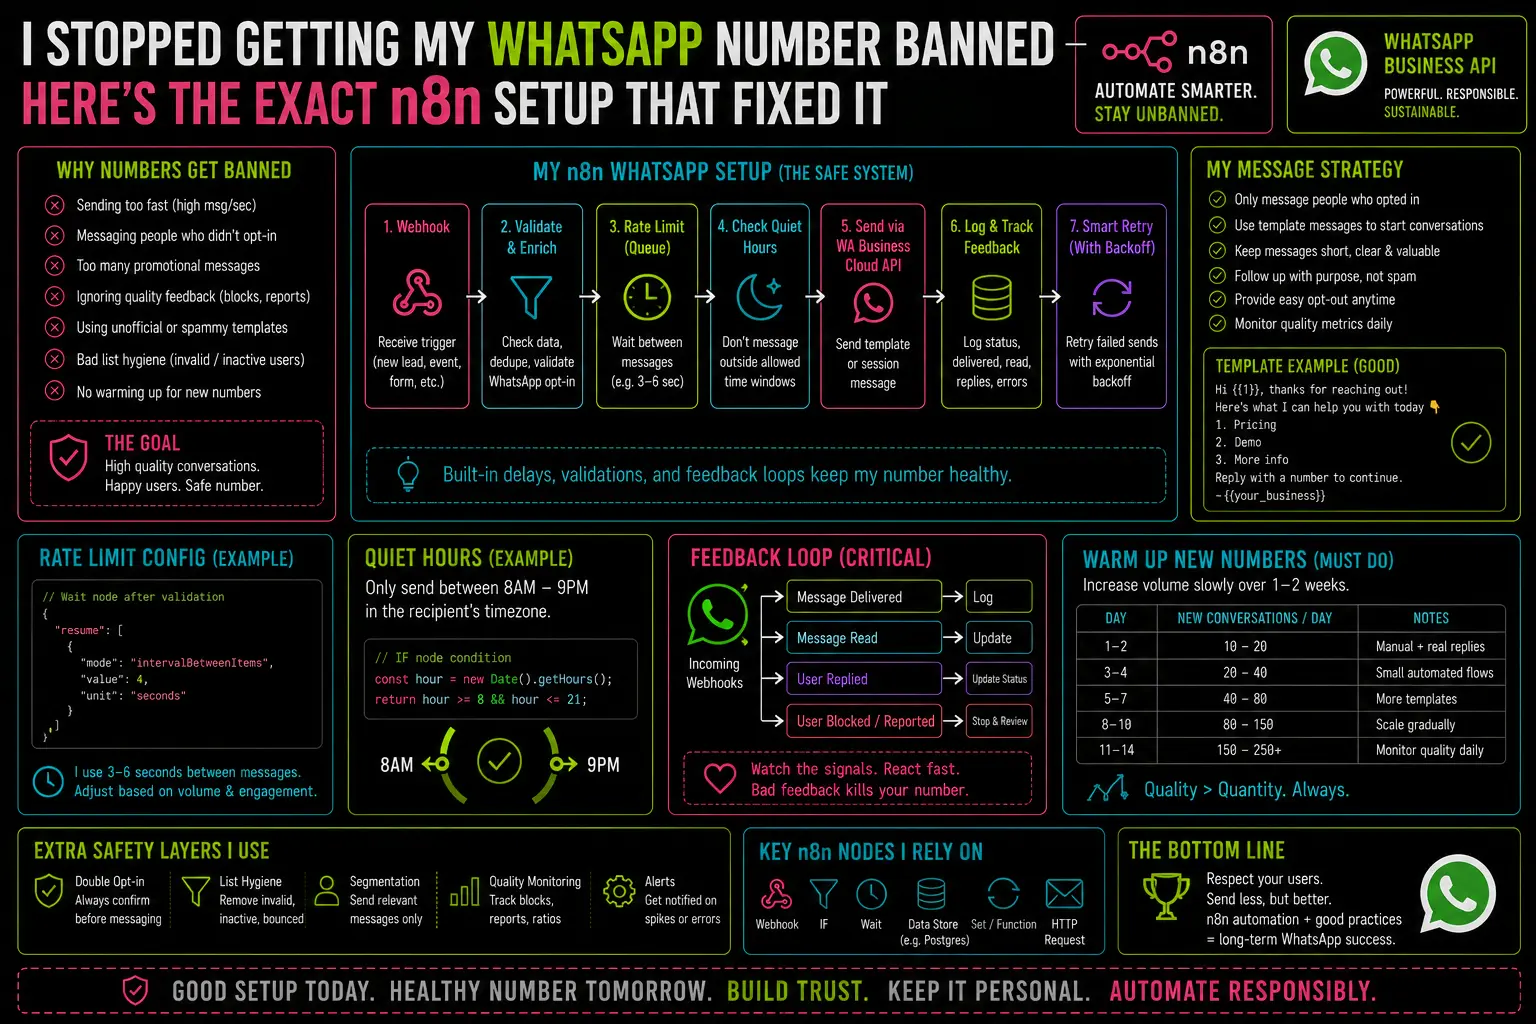 I STOPPED GETTING MY WHATSAPP NUMBER BANNED –
HERE'S THE EXACT n8n SETUP THAT FIXED IT
n8n
AUTOMATE SMARTER.
STAY UNBANNED.
WHATSAPP
BUSINESS API
POWERFUL. RESPONSIBLE.
SUSTAINABLE.
WHY NUMBERS GET BANNED
Sending too fast (high msg/sec)
Messaging people who didn't opt-in
Too many promotional messages
Ignoring quality feedback (blocks, reports)
Using unofficial or spammy templates
Bad list hygiene (invalid / inactive users)
No warming up for new numbers
THE GOAL
High quality conversations.
Happy users. Safe number.
MY n8n WHATSAPP SETUP (THE SAFE SYSTEM)
1. Webhook
Receive trigger
(new lead, event,
form, etc.)
2. Validate
& Enrich
Check data,
dedupe, validate
WhatsApp opt-in
3. Rate Limit
(Queue)
Wait between
messages
(e.g. 3–6 sec)
4. Check Quiet
Hours
Don't message
outside allowed
time windows
5. Send via
WA Business
Cloud API
Send template
or session
message
6. Log & Track
Feedback
Log status,
delivered, read,
replies, errors
7. Smart Retry
(With Backoff)
Retry failed sends
with exponential
backoff
Built-in delays, validations, and feedback loops keep my number healthy.
MY MESSAGE STRATEGY
Only message people who opted in
Use template messages to start conversations
Keep messages short, clear & valuable
Follow up with purpose, not spam
Provide easy opt-out anytime
Monitor quality metrics daily
TEMPLATE EXAMPLE (GOOD)
Hi {{1}}, thanks for reaching out!
Here's what I can help you with today 👇
1. Pricing
2. Demo
3. More info
Reply with a number to continue.
~{{your_business}}
RATE LIMIT CONFIG (EXAMPLE)
// Wait node after validation
{
"resume": [
{
"mode": "intervalBetweenItems",
"value": 4,
"unit": "seconds"
}
]
}
I use 3–6 seconds between messages.
Adjust based on volume & engagement.
QUIET HOURS (EXAMPLE)
Only send between 8AM – 9PM
in the recipient's timezone.
// IF node condition
const hour = new Date().getHours();
return hour >= 8 && hour <= 21;
8AM
9PM
FEEDBACK LOOP (CRITICAL)
Incoming
Webhooks
Message Delivered
Log
Message Read
Update
User Replied
Update Status
User Blocked / Reported
Stop & Review
Watch the signals. React fast.
Bad feedback kills your number.
WARM UP NEW NUMBERS (MUST DO)
Increase volume slowly over 1–2 weeks.
DAY NEW CONVERSATIONS / DAY NOTES
1–2 10 – 20 Manual + real replies
3–4 20 – 40 Small automated flows
5–7 40 – 80 More templates
8–10 80 – 150 Scale gradually
11–14 150 – 250+ Monitor quality daily
Quality > Quantity. Always.
EXTRA SAFETY LAYERS I USE
Double Opt-in
Always confirm
before messaging
List Hygiene
Remove invalid,
inactive, bounced
Segmentation
Send relevant
messages only
Quality Monitoring
Track blocks,
reports, ratios
Alerts
Get notified on
spikes or errors
KEY n8n NODES I RELY ON
Webhook
IF
Wait
Data Store
(e.g. Postgres)
Set / Function
HTTP
Request
THE BOTTOM LINE
Respect your users.
Send less, but better.
n8n automation + good practices
= long-term WhatsApp success.
GOOD SETUP TODAY. HEALTHY NUMBER TOMORROW. BUILD TRUST. KEEP IT PERSONAL. AUTOMATE RESPONSIBLY.